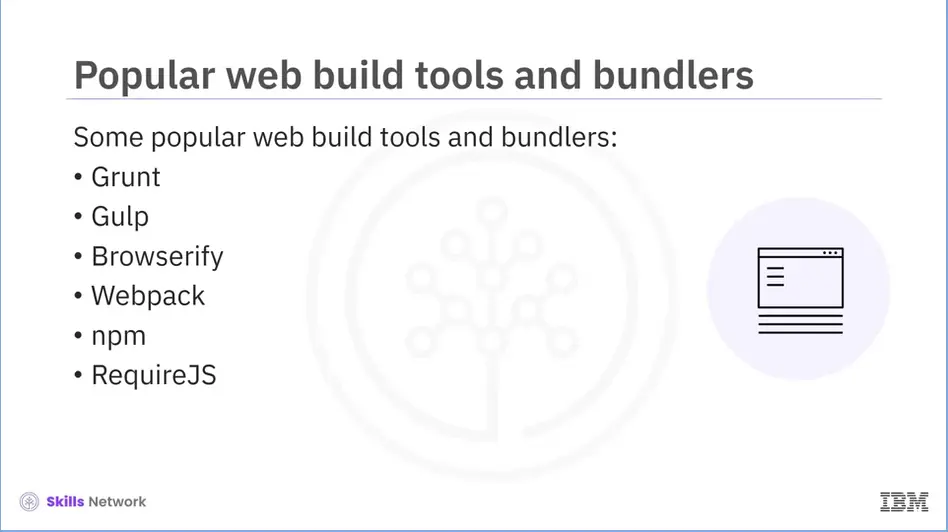 Popular web build tools and bundlers
Some popular web build tools and bundlers:
• Grunt
• Gulp
• Browserify
• Webpack
• npm
• RequireJS
Skills Network
IBM